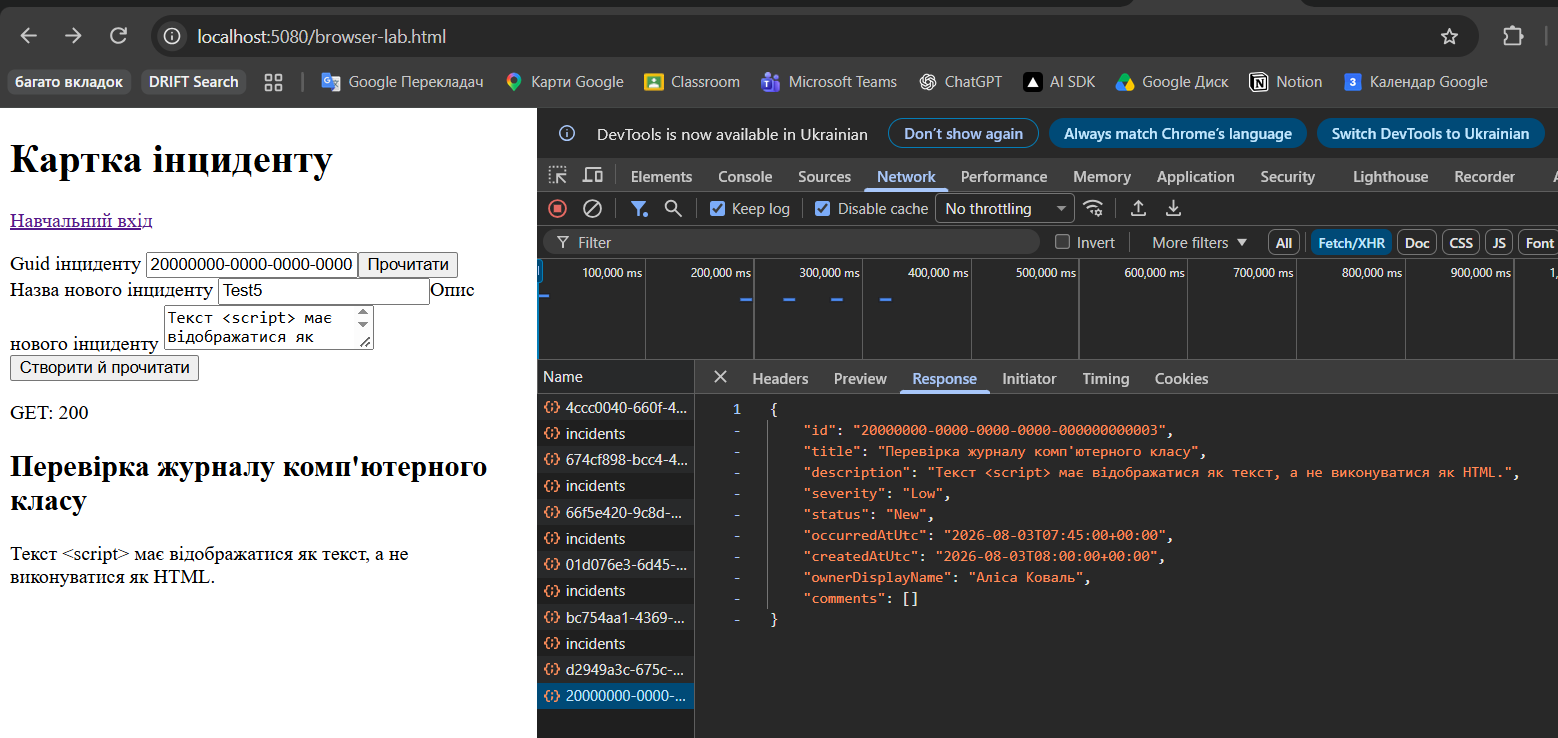 localhost:5080/browser-lab.html
багато вкладок DRIFT Search Google Перекладач Карти Google Classroom Microsoft Teams ChatGPT AI SDK Google Диск Notion 3 Календар Google
Картка інциденту
Навчальний вхід
Guid інциденту 20000000-0000-0000-0000 Прочитати
Назва нового інциденту Test5 Опис
нового інциденту Текст <script> має
відображатися як
Створити й прочитати
GET: 200
Перевірка журналу комп'ютерного
класу
Текст <script> має відображатися як текст, а не
виконуватися як HTML.
DevTools is now available in Ukrainian Don't show again Always match Chrome's language Switch DevTools to Ukrainian
Elements Console Sources Network Performance Memory Application Security Lighthouse Recorder
Keep log Disable cache No throttling
Filter Invert More filters All Fetch/XHR Doc CSS JS Font
100,000 ms 200,000 ms 300,000 ms 400,000 ms 500,000 ms 600,000 ms 700,000 ms 800,000 ms 900,000 ms 1,
Name
4ccc0040-660f-4...
incidents
674cf898-bcc4-4...
incidents
66f5e420-9c8d-...
incidents
01d076e3-6d45-...
incidents
bc754aa1-4369-...
incidents
d2949a3c-675c-...
20000000-0000-...
Headers Preview Response Initiator Timing Cookies
1 {
- "id": "20000000-0000-0000-0000-000000000003",
- "title": "Перевірка журналу комп'ютерного класу",
- "description": "Текст <script> має відображатися як текст, а не виконуватися як HTML.",
- "severity": "Low",
- "status": "New",
- "occurredAtUtc": "2026-08-03T07:45:00+00:00",
- "createdAtUtc": "2026-08-03T08:00:00+00:00",
- "ownerDisplayName": "Аліса Коваль",
- "comments": []
- }